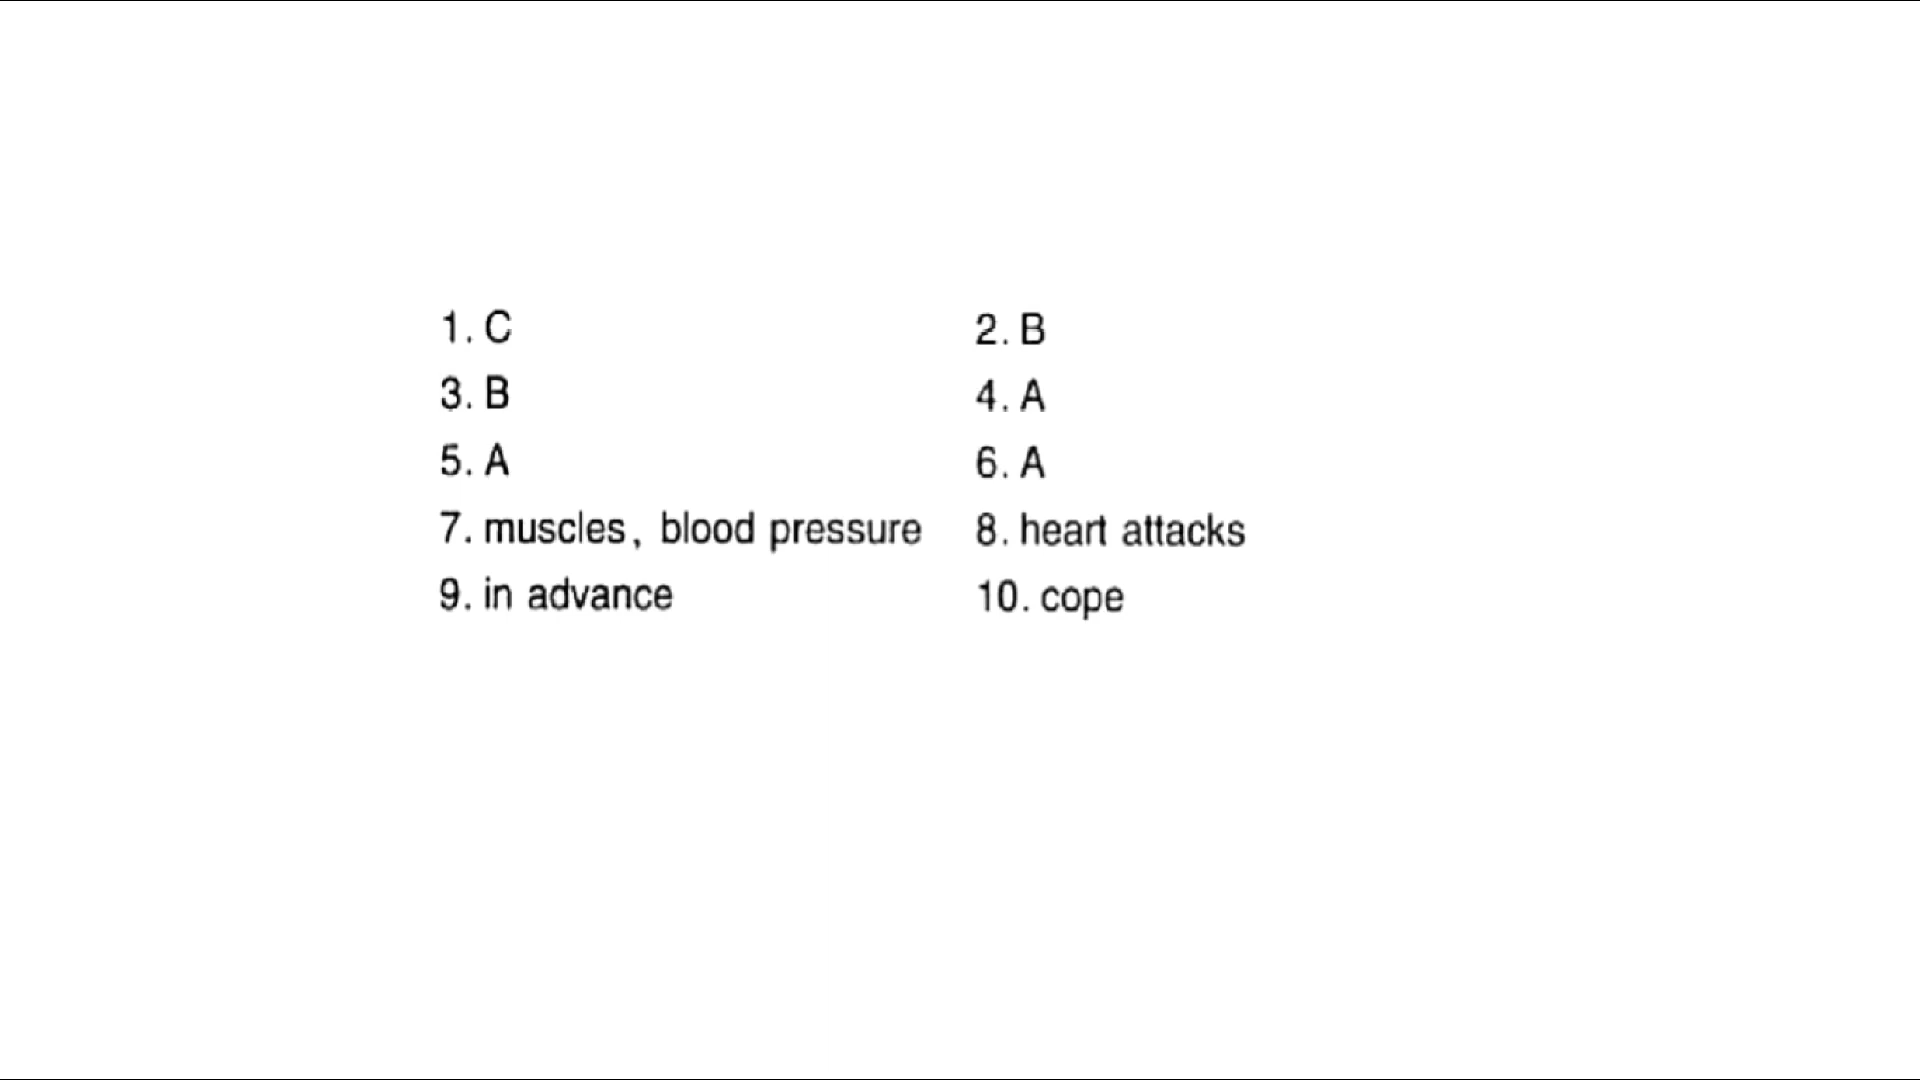 1. C 2. B
3. B 4. A
5. A 6. A
7. muscles, blood pressure 8. heart attacks
9. in advance 10. cope